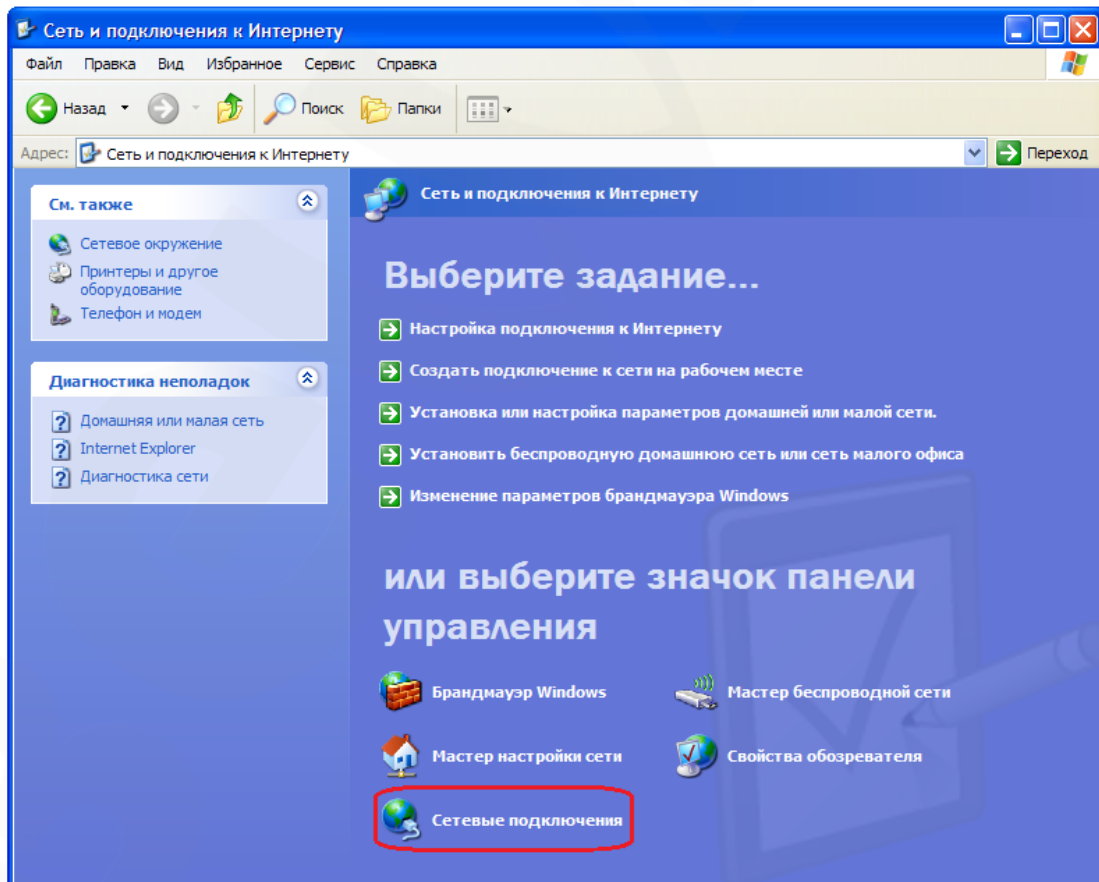 Сеть и подключения к Интернету
Файл Правка Вид Избранное Сервис Справка
Назад Поиск Папки
Адрес: Сеть и подключения к Интернету Переход
См. также
Сетевое окружение
Принтеры и другое
оборудование
Телефон и модем
Диагностика неполадок
Домашняя или малая сеть
Internet Explorer
Диагностика сети
Сеть и подключения к Интернету
Выберите задание...
Настройка подключения к Интернету
Создать подключение к сети на рабочем месте
Установка или настройка параметров домашней или малой сети.
Установить беспроводную домашнюю сеть или сеть малого офиса
Изменение параметров брандмауэра Windows
или выберите значок панели
управления
Брандмауэр Windows Мастер беспроводной сети
Мастер настройки сети Свойства обозревателя
Сетевые подключения